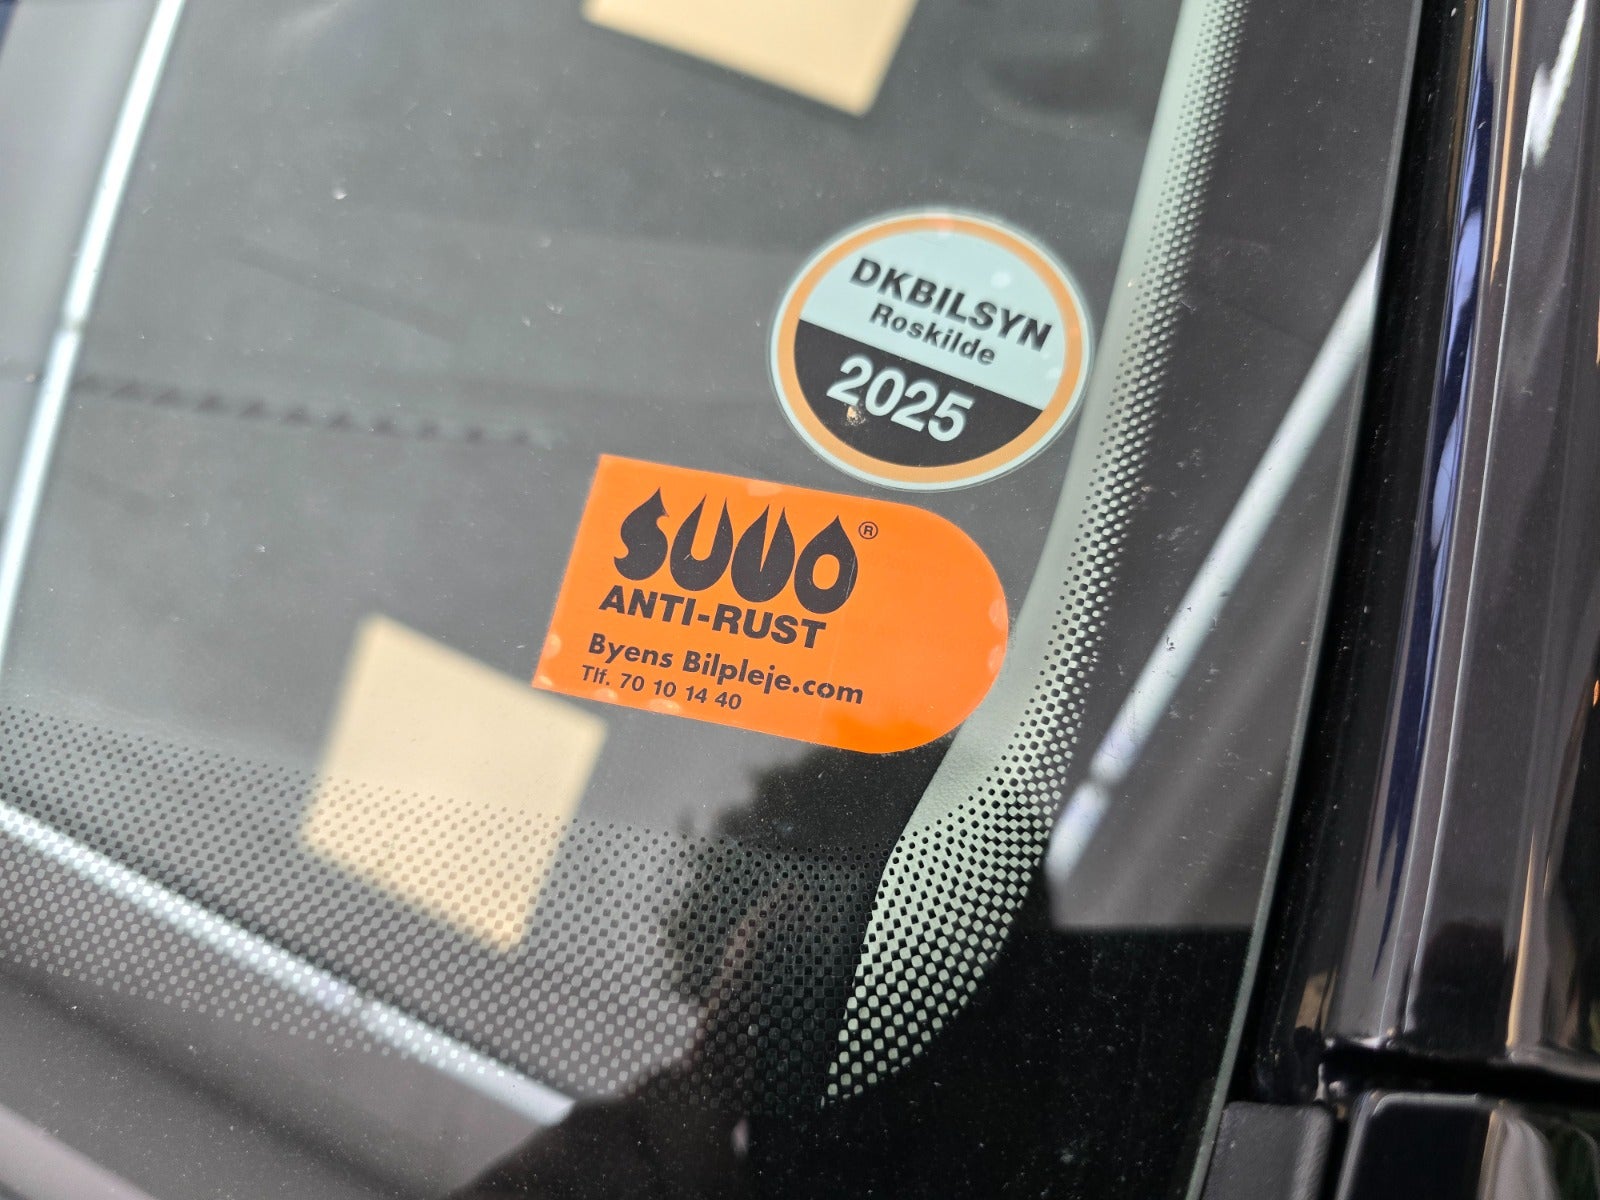 DKBILSYN
Roskilde
2025
SUVO®
ANTI-RUST
Byens Bilpleje.com
Tlf. 70 10 14 40